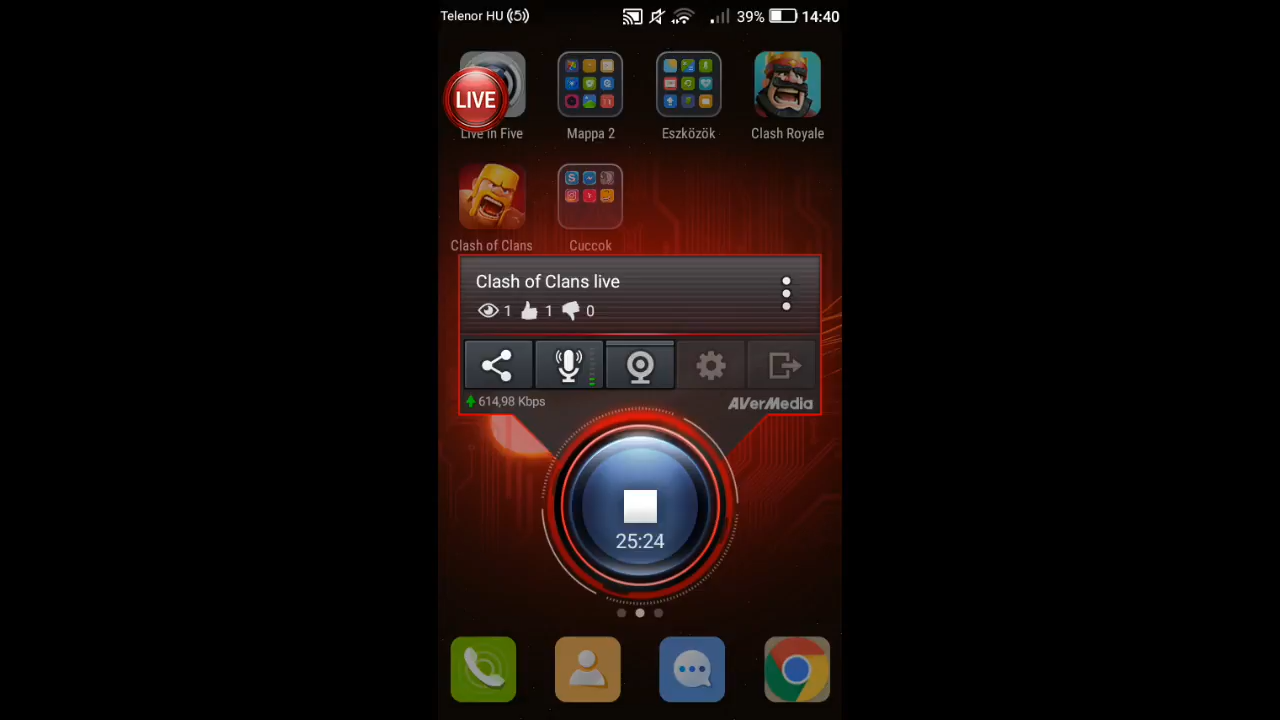 Telenor HU ((5)) 39% 14:40
LIVE
Live in Five Mappa 2 Eszközök Clash Royale
Clash of Clans Cuccok
Clash of Clans live
1 1 0
614,98 Kbps AVerMedia
25:24